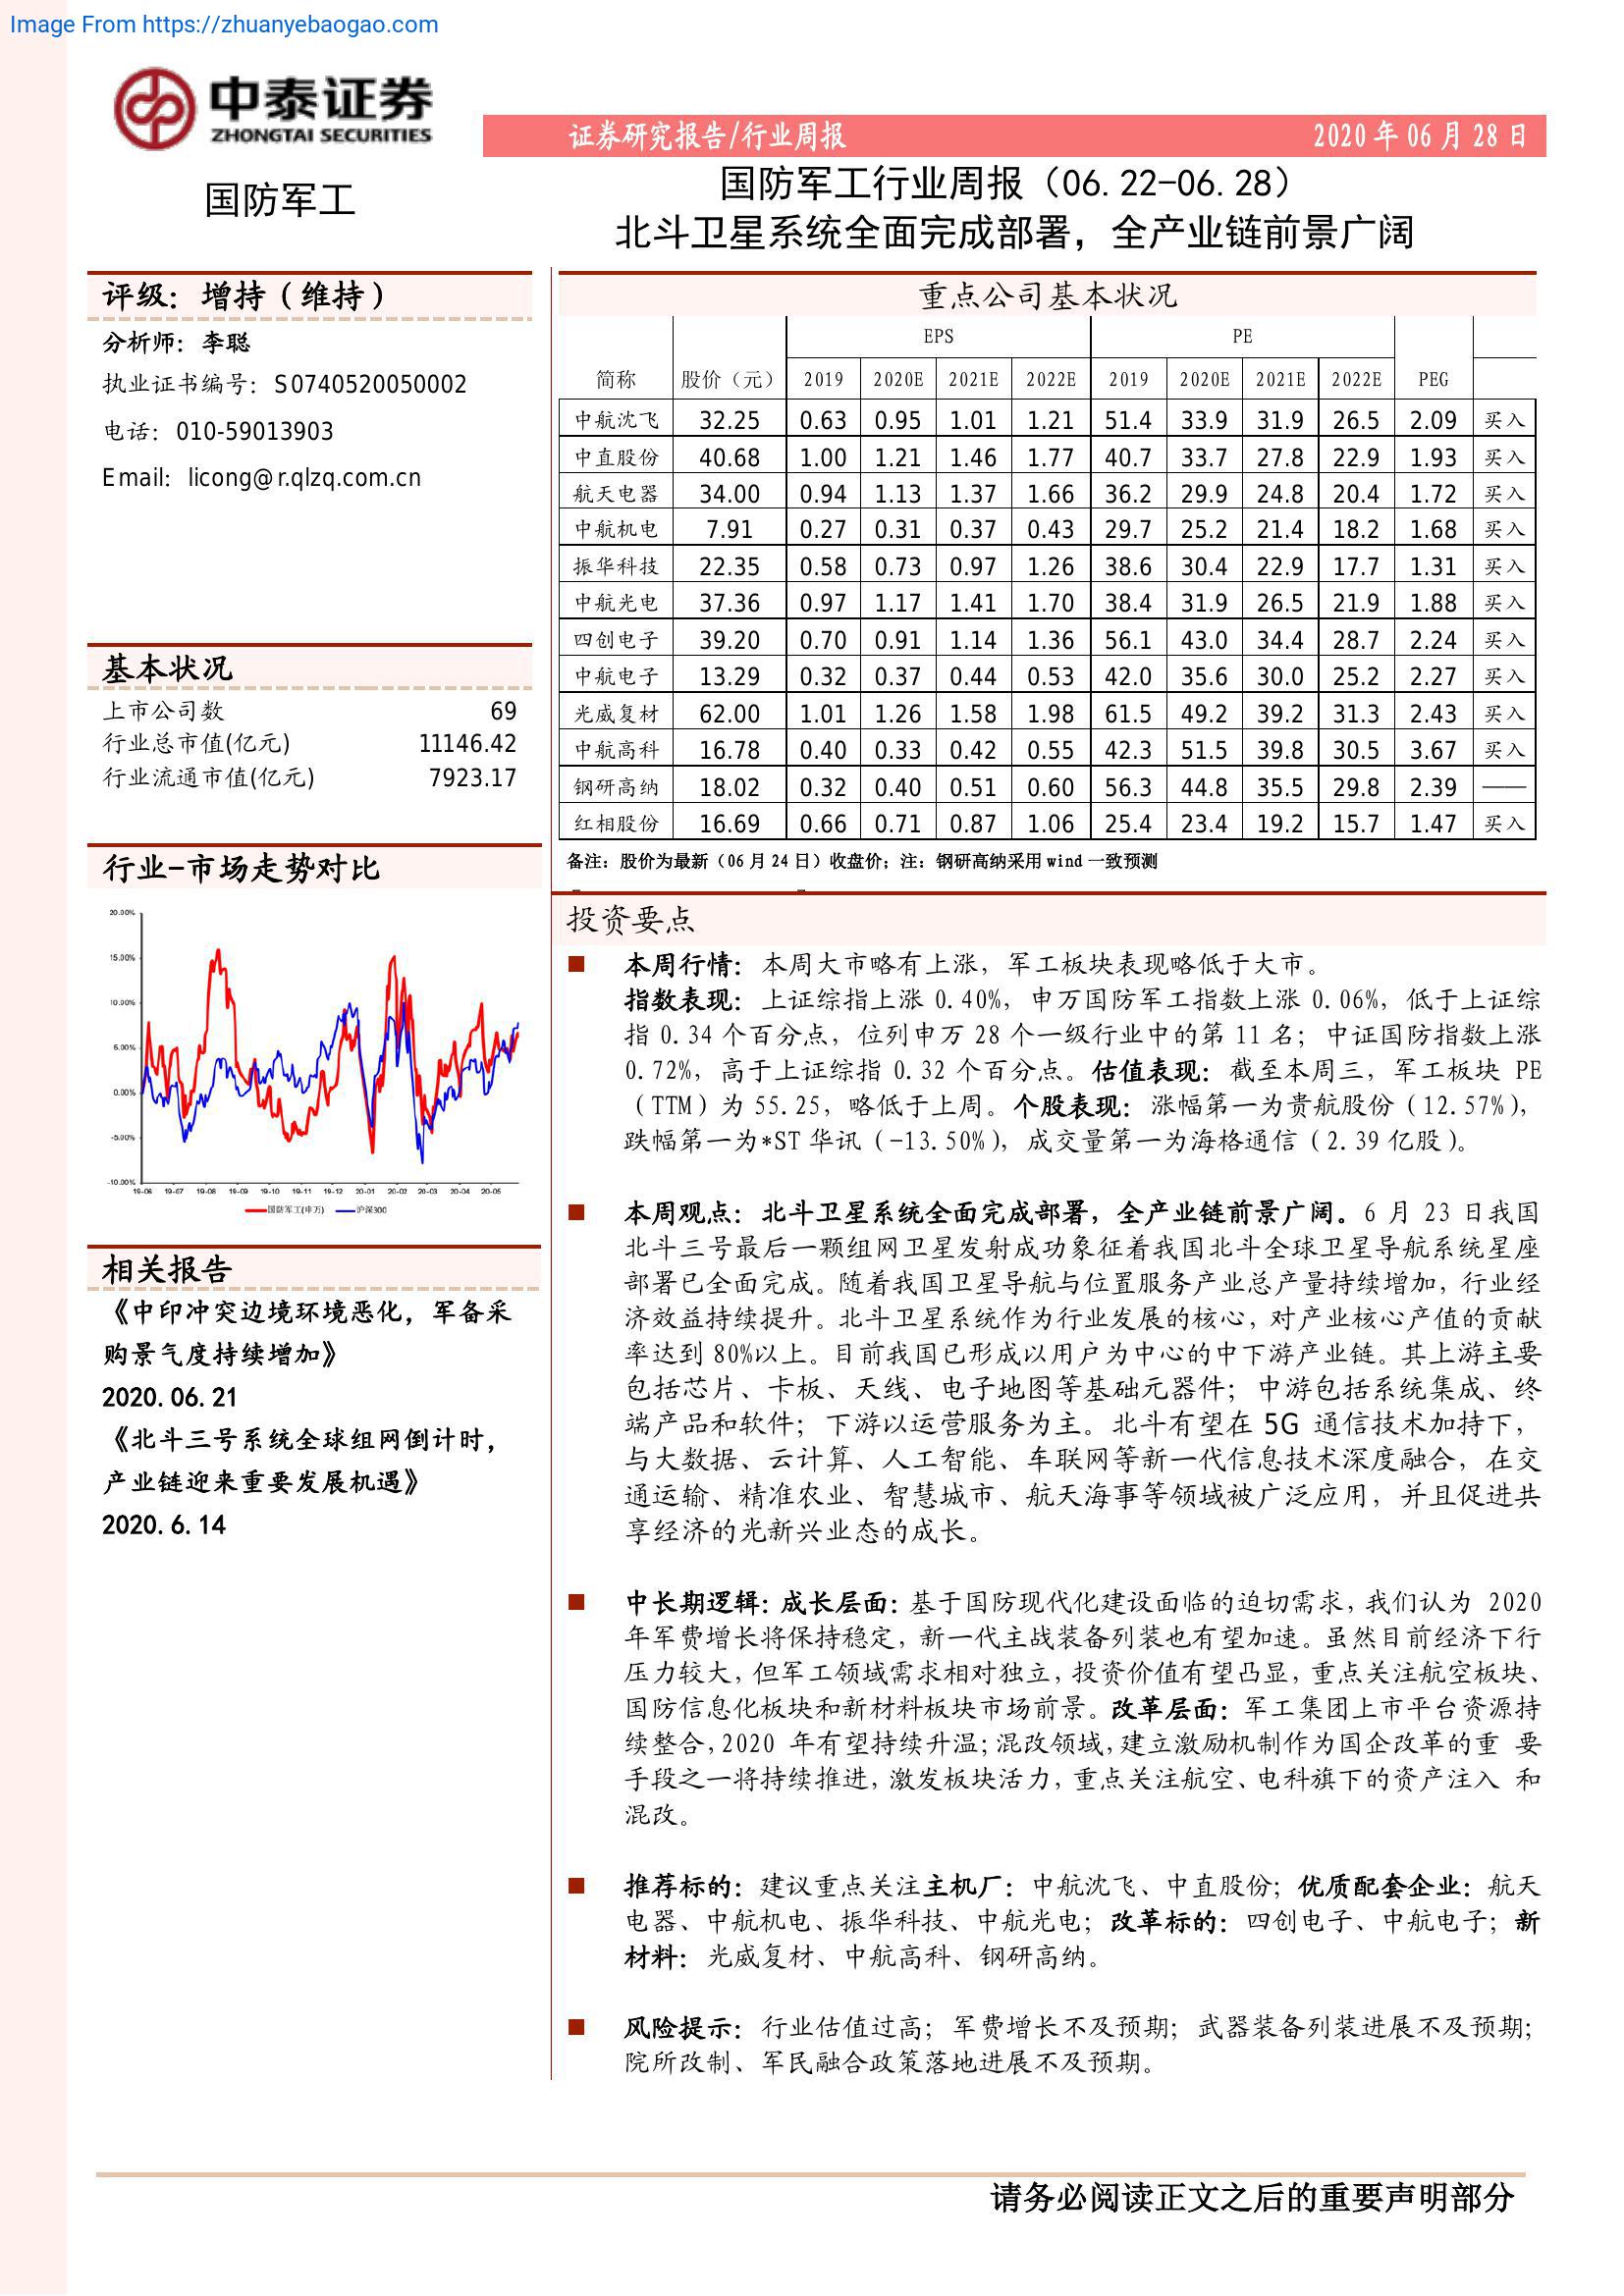 Image From https://zhuanyebaogao.com
中泰证券
ZHONGTAI SECURITIES
证券研究报告/行业周报 2020年06月28日
国防军工
国防军工行业周报（06.22-06.28）
北斗卫星系统全面完成部署，全产业链前景广阔
评级：增持（维持）
分析师：李聪
执业证书编号：S0740520050002
电话：010-59013903
Email：licong@r.qlzq.com.cn
基本状况
上市公司数 69
行业总市值(亿元) 11146.42
行业流通市值(亿元) 7923.17
行业-市场走势对比
20.00%
15.00%
10.00%
5.00%
0.00%
-5.00%
-10.00%
19-06 19-07 19-08 19-09 19-10 19-11 19-12 20-01 20-02 20-03 20-04 20-05
国防军工(申万) 沪深300
相关报告
《中印冲突边境环境恶化，军备采
购景气度持续增加》
2020.06.21
《北斗三号系统全球组网倒计时，
产业链迎来重要发展机遇》
2020.6.14
重点公司基本状况
EPS PE
简称 股价（元） 2019 2020E 2021E 2022E 2019 2020E 2021E 2022E PEG
中航沈飞 32.25 0.63 0.95 1.01 1.21 51.4 33.9 31.9 26.5 2.09 买入
中直股份 40.68 1.00 1.21 1.46 1.77 40.7 33.7 27.8 22.9 1.93 买入
航天电器 34.00 0.94 1.13 1.37 1.66 36.2 29.9 24.8 20.4 1.72 买入
中航机电 7.91 0.27 0.31 0.37 0.43 29.7 25.2 21.4 18.2 1.68 买入
振华科技 22.35 0.58 0.73 0.97 1.26 38.6 30.4 22.9 17.7 1.31 买入
中航光电 37.36 0.97 1.17 1.41 1.70 38.4 31.9 26.5 21.9 1.88 买入
四创电子 39.20 0.70 0.91 1.14 1.36 56.1 43.0 34.4 28.7 2.24 买入
中航电子 13.29 0.32 0.37 0.44 0.53 42.0 35.6 30.0 25.2 2.27 买入
光威复材 62.00 1.01 1.26 1.58 1.98 61.5 49.2 39.2 31.3 2.43 买入
中航高科 16.78 0.40 0.33 0.42 0.55 42.3 51.5 39.8 30.5 3.67 买入
钢研高纳 18.02 0.32 0.40 0.51 0.60 56.3 44.8 35.5 29.8 2.39 ——
红相股份 16.69 0.66 0.71 0.87 1.06 25.4 23.4 19.2 15.7 1.47 买入
备注：股价为最新（06月24日）收盘价；注：钢研高纳采用wind一致预测
投资要点
■ 本周行情：本周大市略有上涨，军工板块表现略低于大市。
指数表现：上证综指上涨0.40%，申万国防军工指数上涨0.06%，低于上证综
指0.34个百分点，位列申万28个一级行业中的第11名；中证国防指数上涨
0.72%，高于上证综指0.32个百分点。估值表现：截至本周三，军工板块 PE
（TTM）为55.25，略低于上周。个股表现：涨幅第一为贵航股份（12.57%），
跌幅第一为*ST华讯（-13.50%），成交量第一为海格通信（2.39亿股）。
■ 本周观点：北斗卫星系统全面完成部署，全产业链前景广阔。6月23日我国
北斗三号最后一颗组网卫星发射成功象征着我国北斗全球卫星导航系统星座
部署已全面完成。随着我国卫星导航与位置服务产业总产量持续增加，行业经
济效益持续提升。北斗卫星系统作为行业发展的核心，对产业核心产值的贡献
率达到80%以上。目前我国已形成以用户为中心的中下游产业链。其上游主要
包括芯片、卡板、天线、电子地图等基础元器件；中游包括系统集成、终
端产品和软件；下游以运营服务为主。北斗有望在 5G 通信技术加持下，
与大数据、云计算、人工智能、车联网等新一代信息技术深度融合，在交
通运输、精准农业、智慧城市、航天海事等领域被广泛应用，并且促进共
享经济的光新兴业态的成长。
■ 中长期逻辑：成长层面：基于国防现代化建设面临的迫切需求，我们认为 2020
年军费增长将保持稳定，新一代主战装备列装也有望加速。虽然目前经济下行
压力较大，但军工领域需求相对独立，投资价值有望凸显，重点关注航空板块、
国防信息化板块和新材料板块市场前景。改革层面：军工集团上市平台资源持
续整合，2020 年有望持续升温；混改领域，建立激励机制作为国企改革的重 要
手段之一将持续推进，激发板块活力，重点关注航空、电科旗下的资产注入 和
混改。
■ 推荐标的：建议重点关注主机厂：中航沈飞、中直股份；优质配套企业：航天
电器、中航机电、振华科技、中航光电；改革标的：四创电子、中航电子；新
材料：光威复材、中航高科、钢研高纳。
■ 风险提示：行业估值过高；军费增长不及预期；武器装备列装进展不及预期；
院所改制、军民融合政策落地进展不及预期。
请务必阅读正文之后的重要声明部分